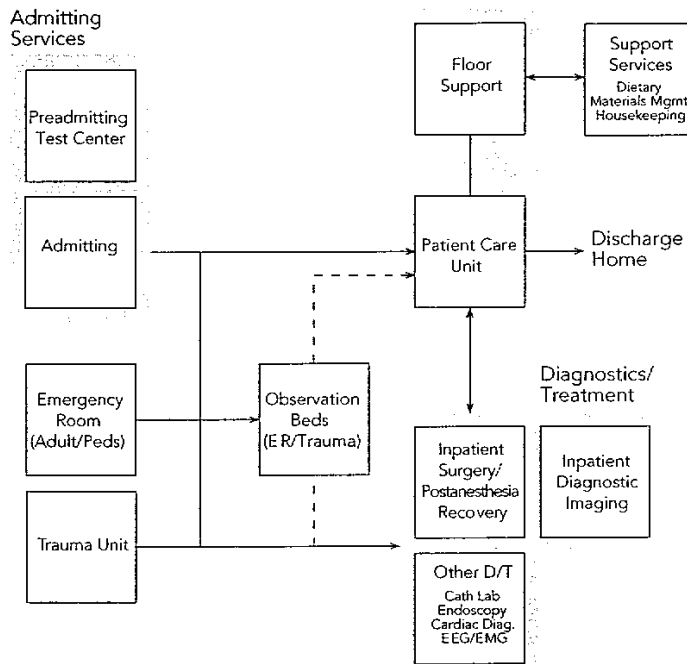 Admitting
Services
Preadmitting
Test Center
Admitting
Emergency
Room
(Adult/Peds)
Trauma Unit
Observation
Beds
(ER/Trauma)
Floor
Support
Support
Services
Dietary
Materials Mgmt
Housekeeping
Patient Care
Unit
Discharge
Home
Diagnostics/
Treatment
Inpatient
Surgery/
Postanesthesia
Recovery
Inpatient
Diagnostic
Imaging
Other D/T
Cath Lab
Endoscopy
Cardiac Diag.
EEG/EMG